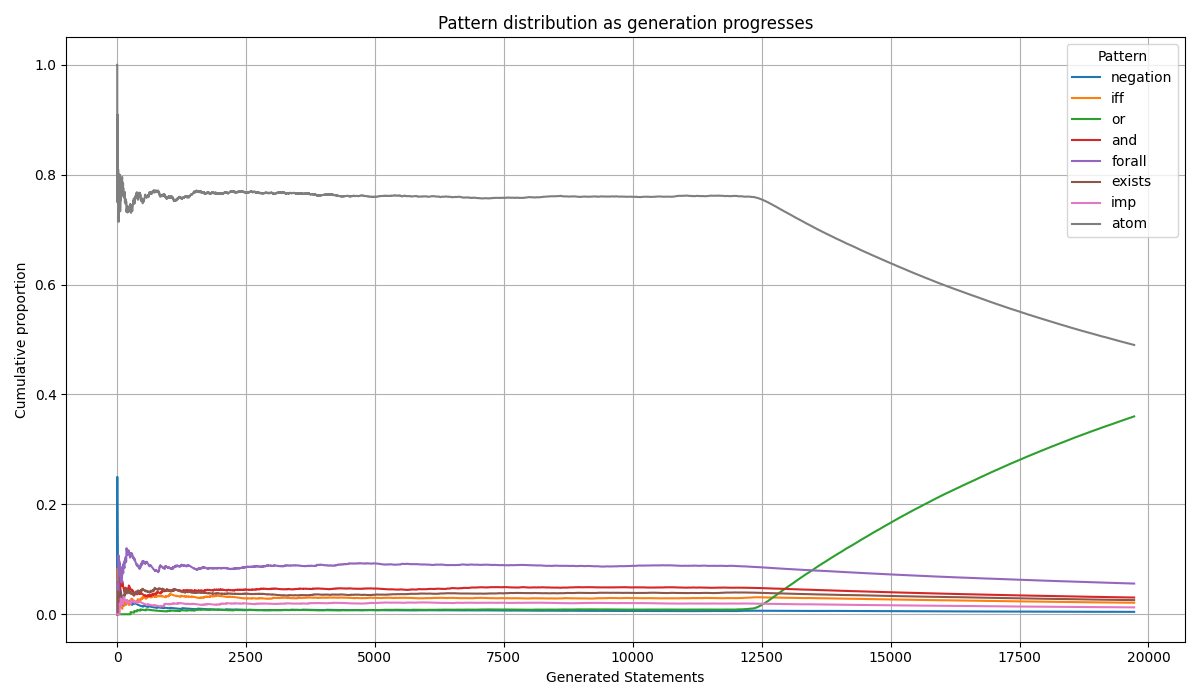 Pattern distribution as generation progresses
Cumulative proportion
1.0
0.8
0.6
0.4
0.2
0.0
Pattern
negation
iff
or
and
forall
exists
imp
atom
0 2500 5000 7500 10000 12500 15000 17500 20000
Generated Statements